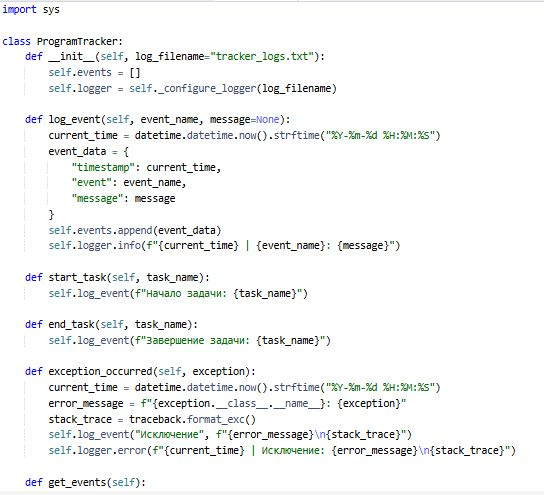 import sys
class ProgramTracker:
    def __init__(self, log_filename="tracker_logs.txt"):
        self.events = []
        self.logger = self._configure_logger(log_filename)
    def log_event(self, event_name, message=None):
        current_time = datetime.datetime.now().strftime("%Y-%m-%d %H:%M:%S")
        event_data = {
            "timestamp": current_time,
            "event": event_name,
            "message": message
        }
        self.events.append(event_data)
        self.logger.info(f"{current_time} | {event_name}: {message}")
    def start_task(self, task_name):
        self.log_event(f"Начало задачи: {task_name}")
    def end_task(self, task_name):
        self.log_event(f"Завершение задачи: {task_name}")
    def exception_occurred(self, exception):
        current_time = datetime.datetime.now().strftime("%Y-%m-%d %H:%M:%S")
        error_message = f"{exception.__class__.__name__}: {exception}"
        stack_trace = traceback.format_exc()
        self.log_event("Исключение", f"{error_message}\n{stack_trace}")
        self.logger.error(f"{current_time} | Исключение: {error_message}\n{stack_trace}")
    def get_events(self):